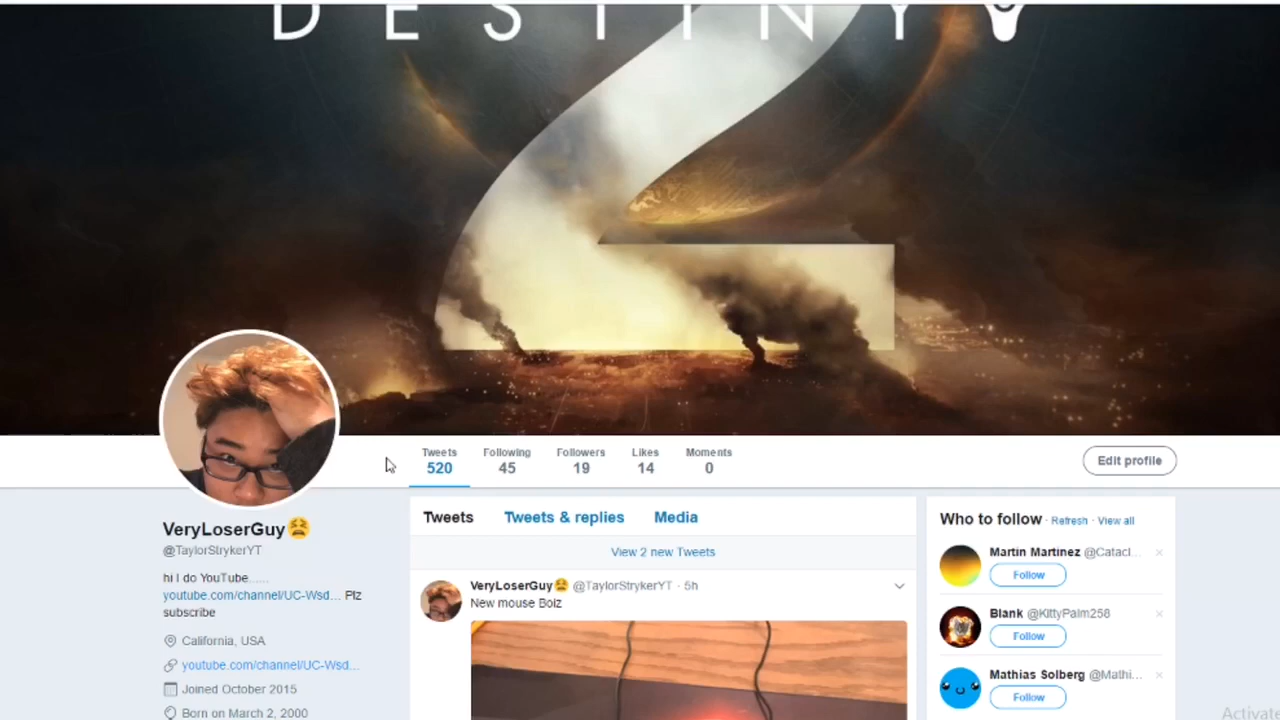 DESTINY
2
Tweets Following Followers Likes Moments
520 45 19 14 0
Edit profile
VeryLoserGuy😫
@TaylorStrykerYT
hi I do YouTube......
youtube.com/channel/UC-Wsd... Plz
subscribe
California, USA
youtube.com/channel/UC-Wsd...
Joined October 2015
Born on March 2, 2000
Tweets Tweets & replies Media
View 2 new Tweets
VeryLoserGuy😫 @TaylorStrykerYT · 5h
New mouse Boiz
Who to follow · Refresh · View all
Martin Martinez @Catacl...
Follow
Blank @KittyPalm258
Follow
Mathias Solberg @Mathi...
Follow
Activate